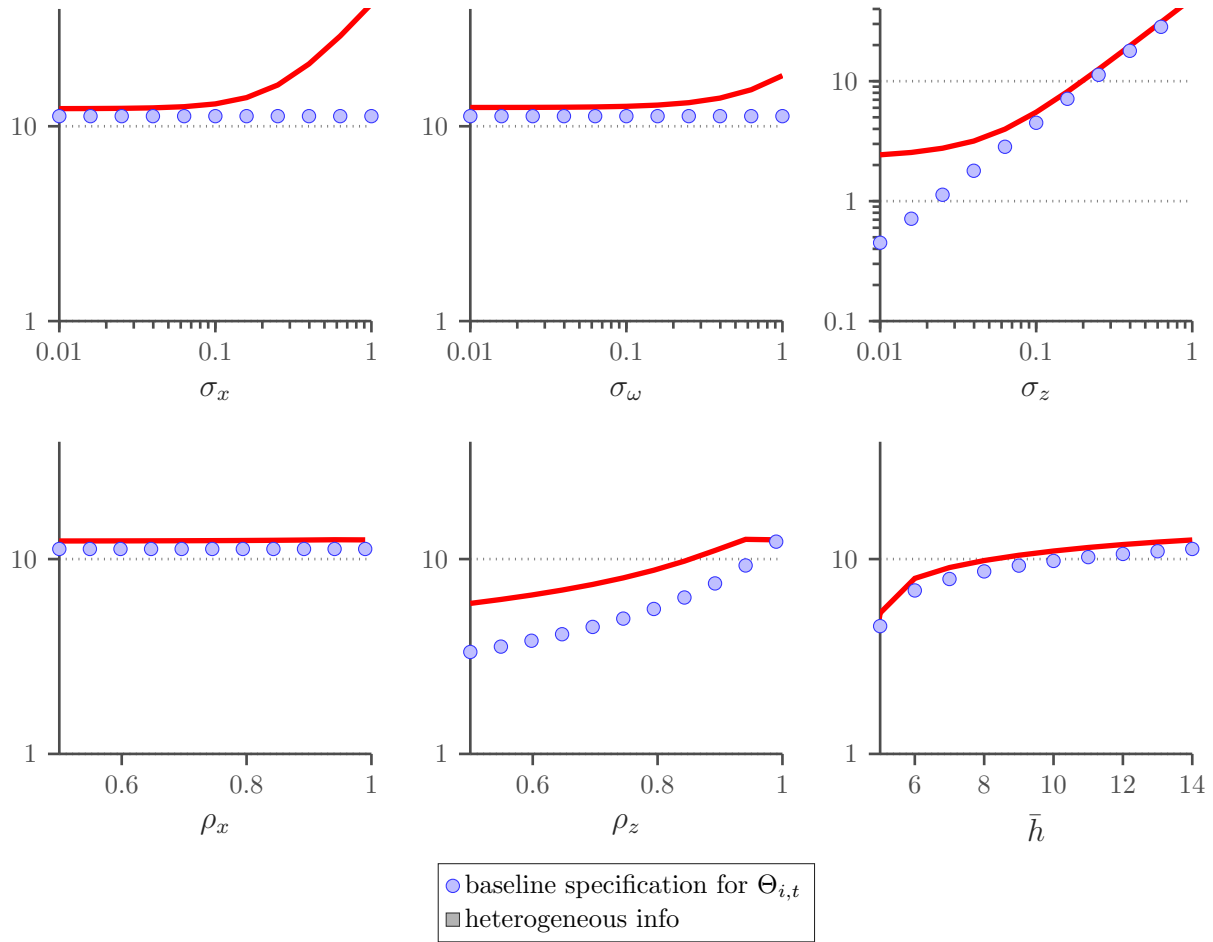 10
1
0.01 0.1 1
σx
10
1
0.01 0.1 1
σω
10
1
0.1
0.01 0.1 1
σz
10
1
0.6 0.8 1
ρx
10
1
0.6 0.8 1
ρz
10
1
6 8 10 12 14
h̄
baseline specification for Θi,t
heterogeneous info